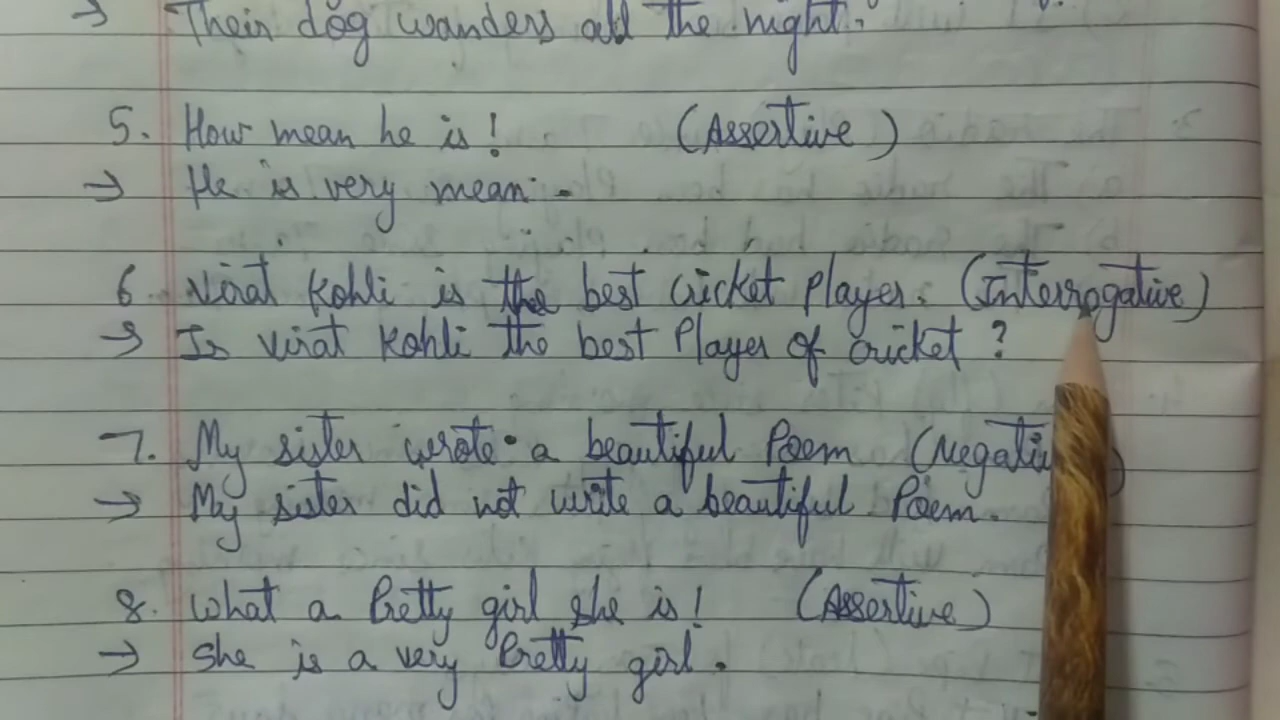 → Their dog wanders all the night.
5. How mean he is! (Assertive)
→ He is very mean.
6 Virat Kohli is the best cricket player. (Interrogative)
→ Is Virat Kohli the best Player of cricket ?
7. My sister wrote a beautiful Poem (Negati
→ My sister did not write a beautiful Poem.
8. What a Pretty girl she is! (Assertive)
→ She is a very Pretty girl.